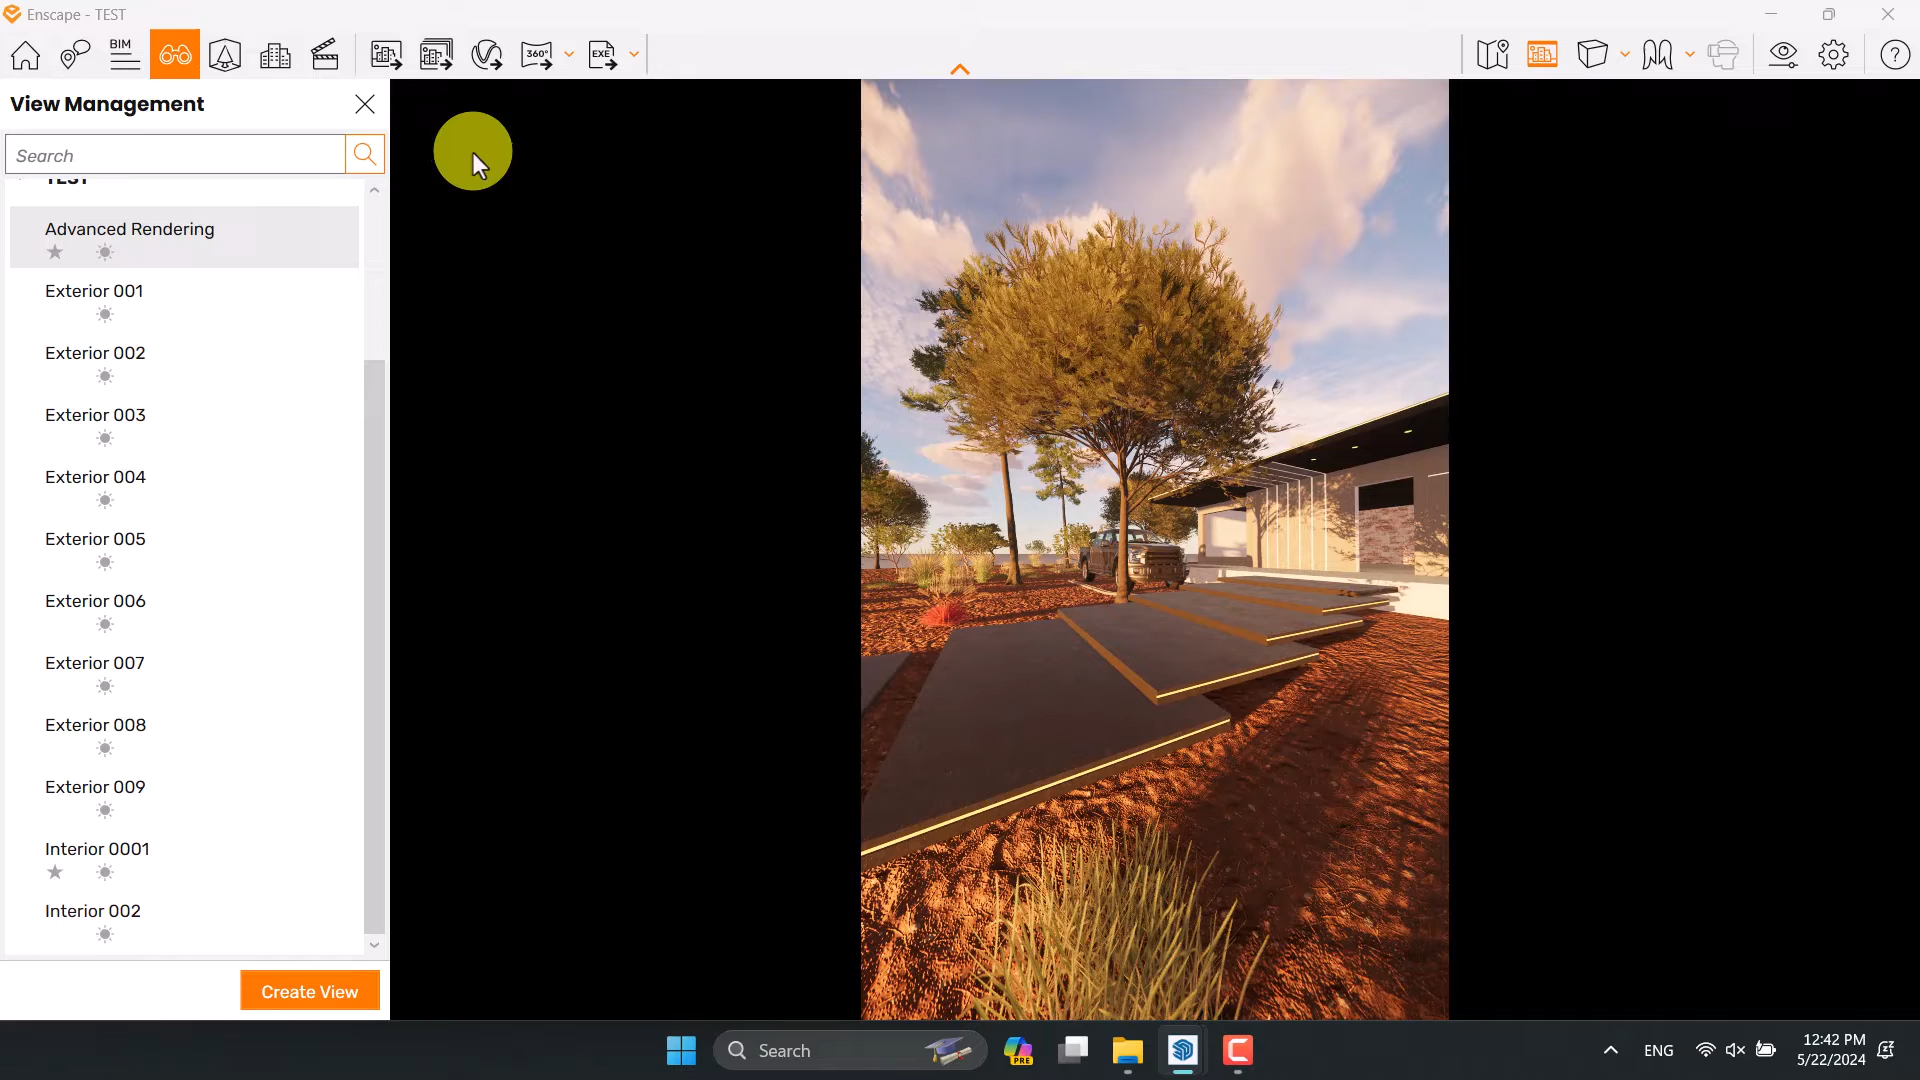 Enscape - TEST
BIM
360°
EXE
View Management
Search
TEST
Advanced Rendering
Exterior 001
Exterior 002
Exterior 003
Exterior 004
Exterior 005
Exterior 006
Exterior 007
Exterior 008
Exterior 009
Interior 0001
Interior 002
Create View
Search
PRE
ENG
12:42 PM
5/22/2024